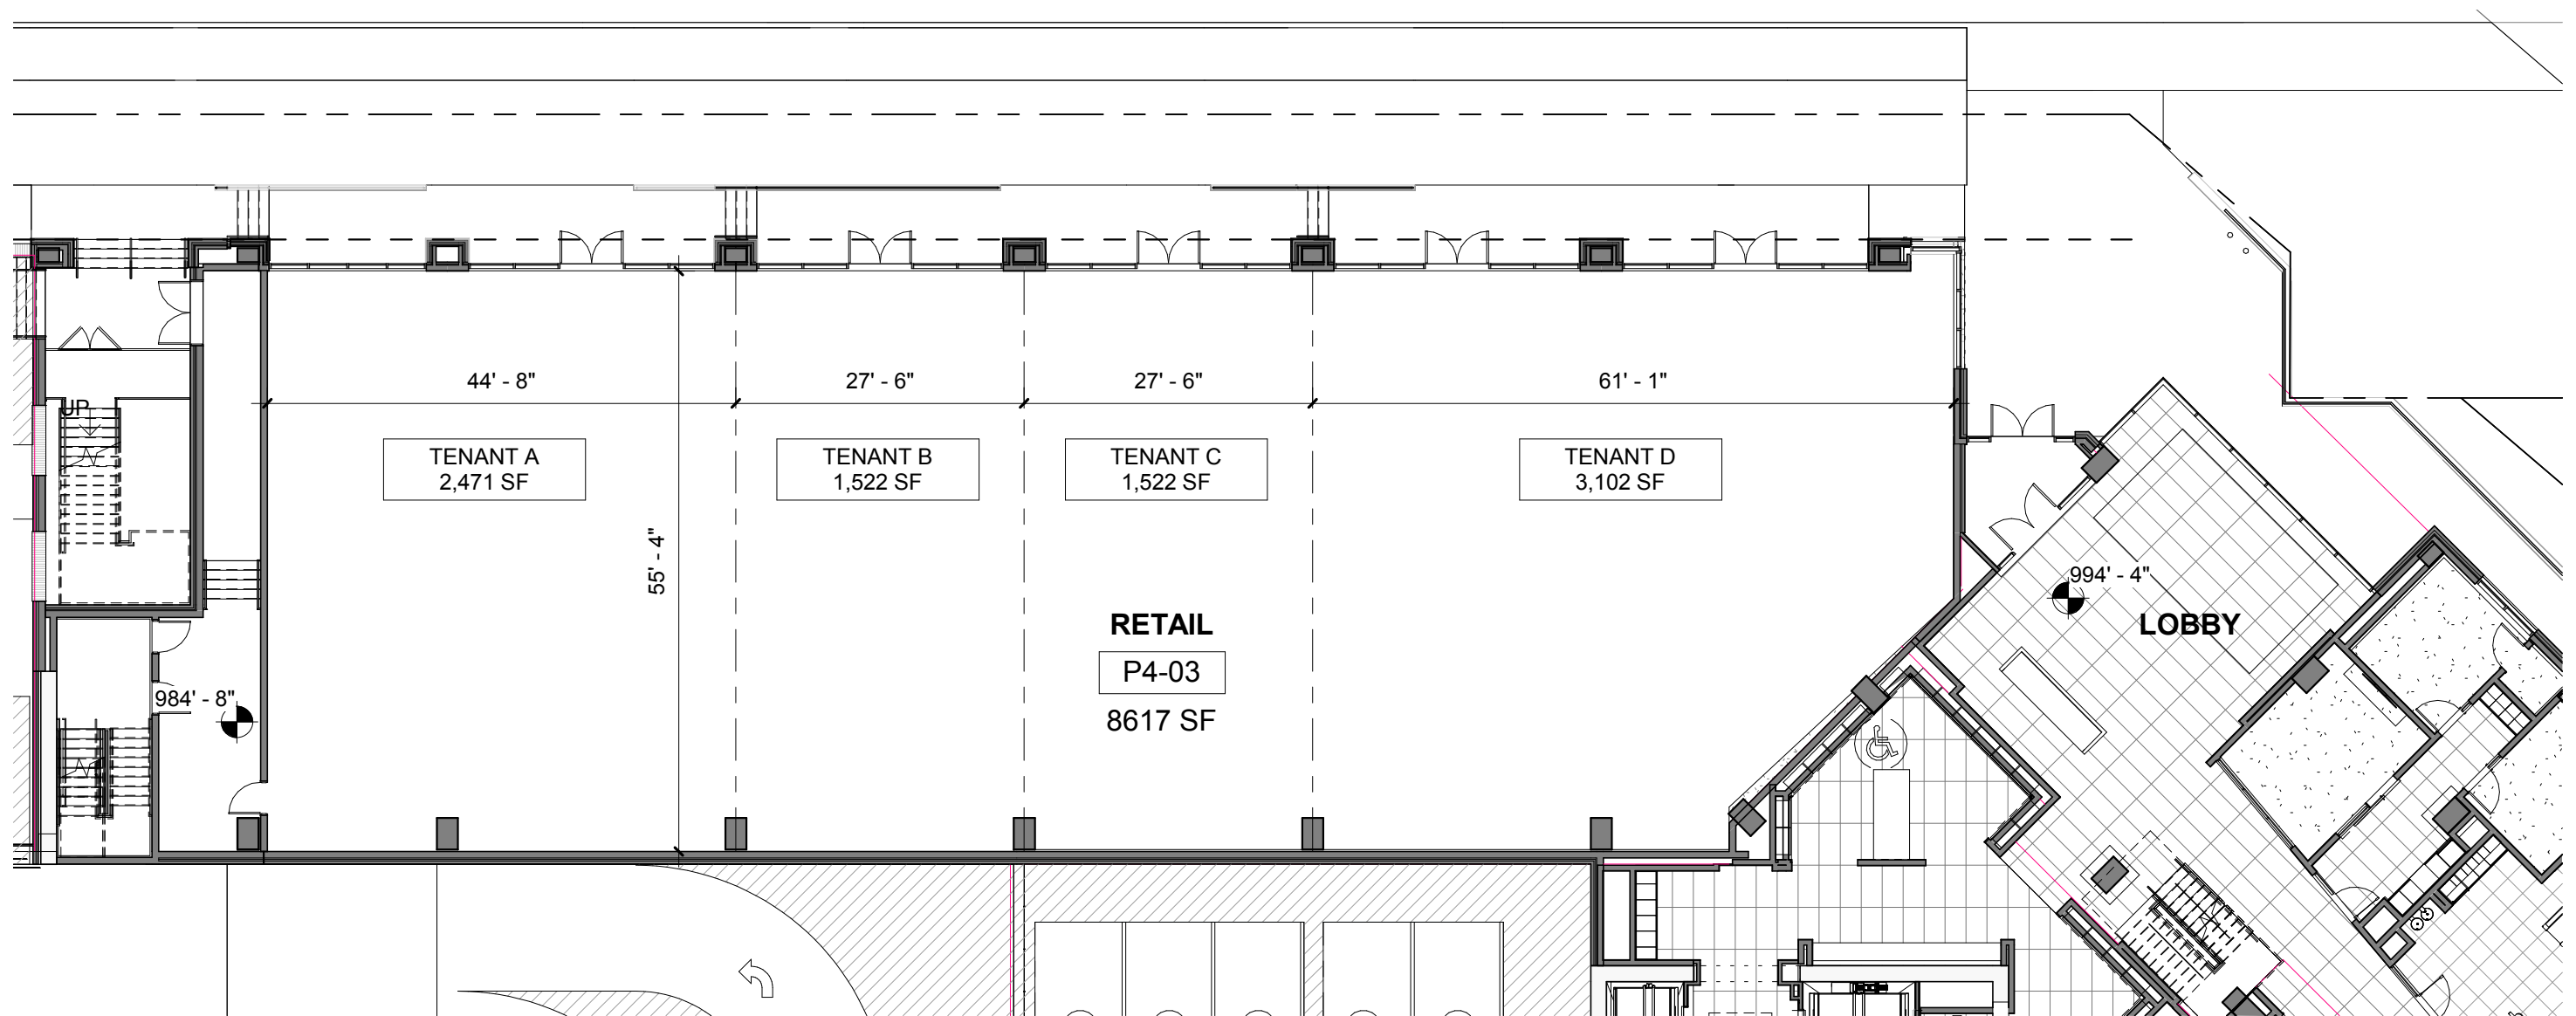 44' - 8"
27' - 6"
27' - 6"
61' - 1"
UP
TENANT A
2,471 SF
TENANT B
1,522 SF
TENANT C
1,522 SF
TENANT D
3,102 SF
55' - 4"
994' - 4"
RETAIL
LOBBY
P4-03
984' - 8"
8617 SF